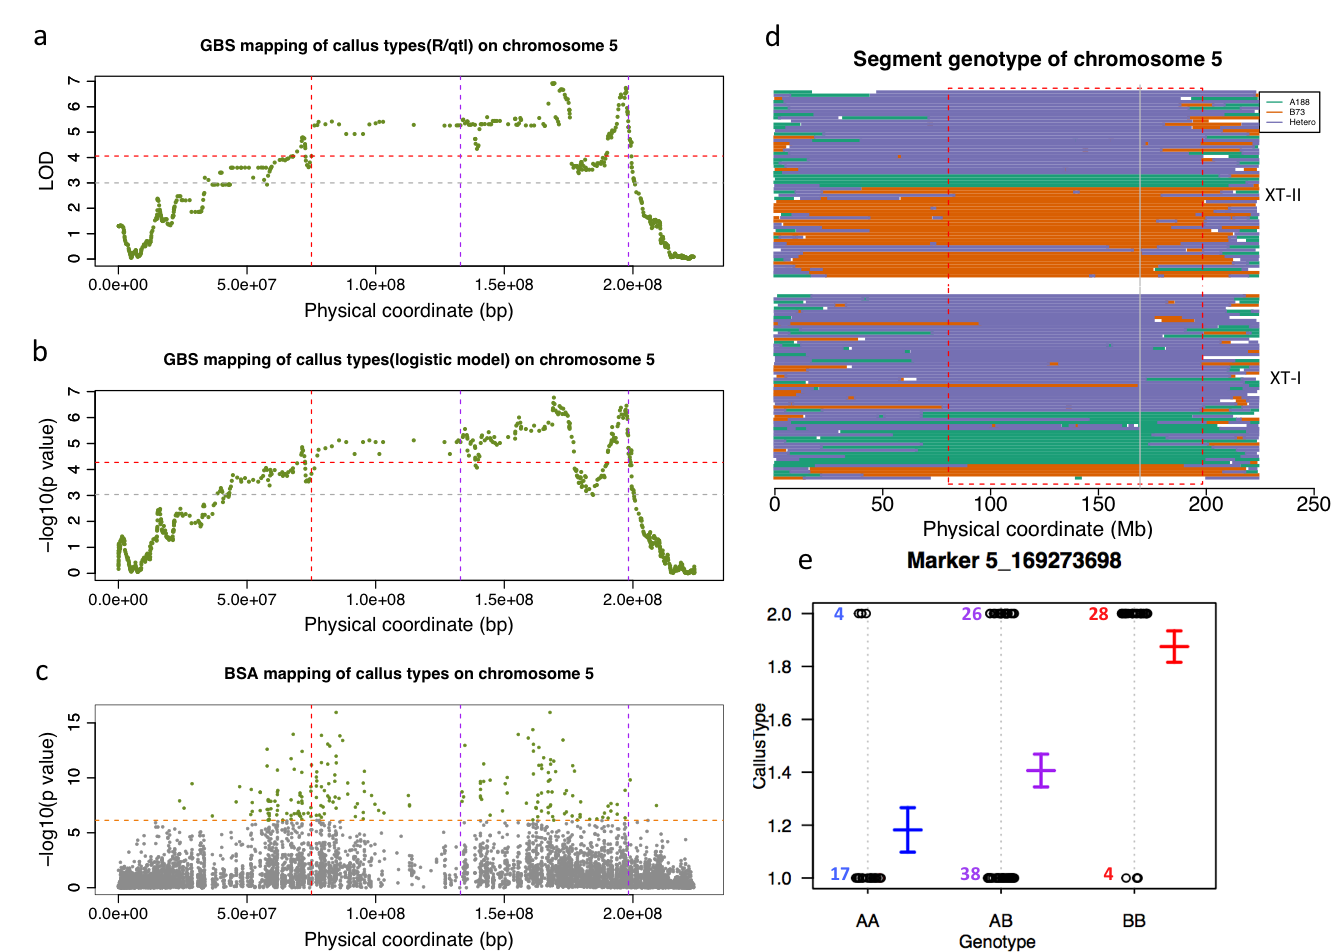 a
GBS mapping of callus types(R/qtl) on chromosome 5
LOD
7
6
5
4
3
2
1
0
0.0e+00 5.0e+07 1.0e+08 1.5e+08 2.0e+08
Physical coordinate (bp)
b
GBS mapping of callus types(logistic model) on chromosome 5
−log10(p value)
7
6
5
4
3
2
1
0
0.0e+00 5.0e+07 1.0e+08 1.5e+08 2.0e+08
Physical coordinate (bp)
c
BSA mapping of callus types on chromosome 5
−log10(p value)
15
10
5
0
0.0e+00 5.0e+07 1.0e+08 1.5e+08 2.0e+08
Physical coordinate (bp)
d
Segment genotype of chromosome 5
A188
B73
Hetero
XT-II
XT-I
0 50 100 150 200 250
Physical coordinate (Mb)
e
Marker 5_169273698
CallusType
2.0
1.8
1.6
1.4
1.2
1.0
4 26 28
17 38 4
AA AB BB
Genotype